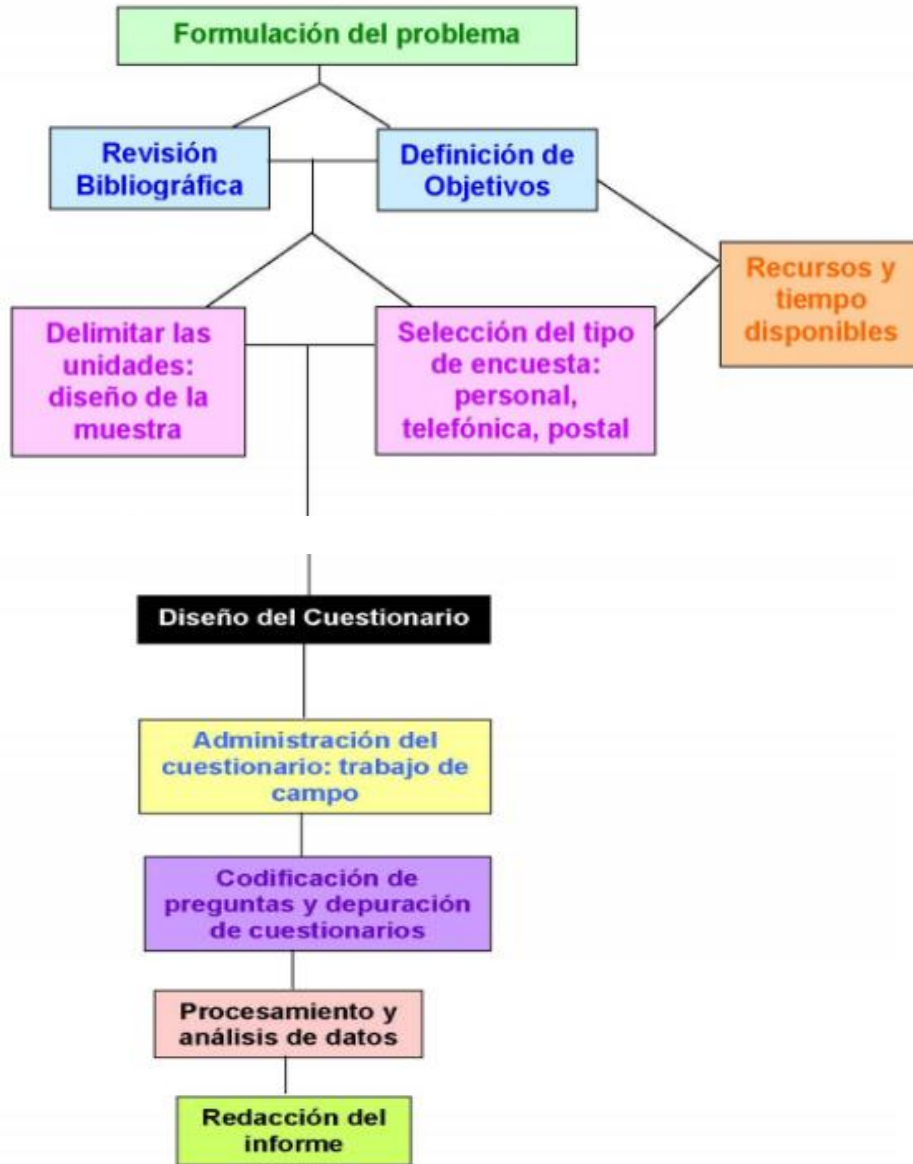 Formulación del problema
Revisión
Bibliográfica
Definición de
Objetivos
Recursos y
tiempo
disponibles
Delimitar las
unidades:
diseño de la
muestra
Selección del tipo
de encuesta:
personal,
telefónica, postal
Diseño del Cuestionario
Administración del
cuestionario: trabajo de
campo
Codificación de
preguntas y depuración
de cuestionarios
Procesamiento y
análisis de datos
Redacción del
informe